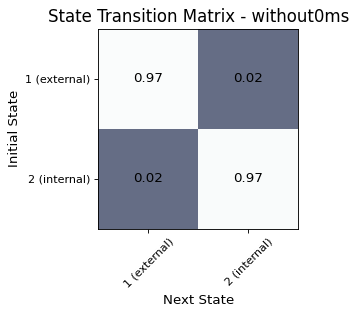 State Transition Matrix - without0ms
1 (external)
0.97 0.02
2 (internal)
0.02 0.97
Initial State
1 (external)
2 (internal)
Next State